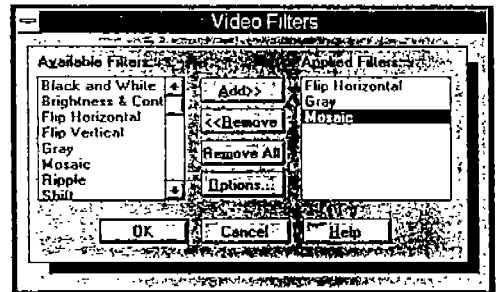 Video Filters
Available Filters:
Applied Filters:
Black and White
Brightness & Cont
Flip Horizontal
Flip Vertical
Gray
Mosaic
Ripple
Shift
Add>>
<<Remove
Remove All
Options...
Flip Horizontal
Gray
Mosaic
OK
Cancel
Help